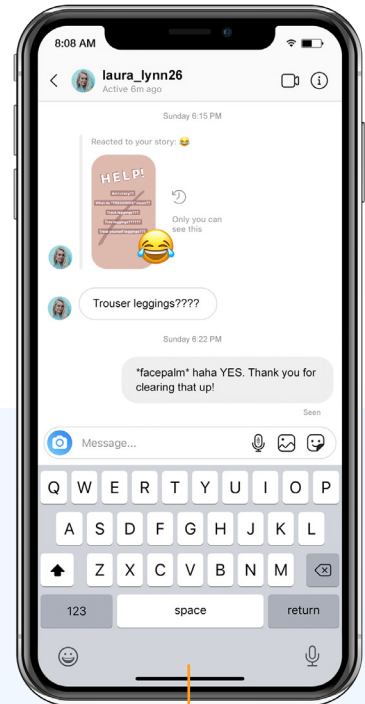 8:08 AM
laura_lynn26
Active 6m ago
Sunday 6:15 PM
Reacted to your story: 😂
HELP!
Only you can
see this
Trouser leggings????
Sunday 6:22 PM
*facepalm* haha YES. Thank you for
clearing that up!
Seen
Message...
Q W E R T Y U I O P
A S D F G H J K L
Z X C V B N M
123 space return